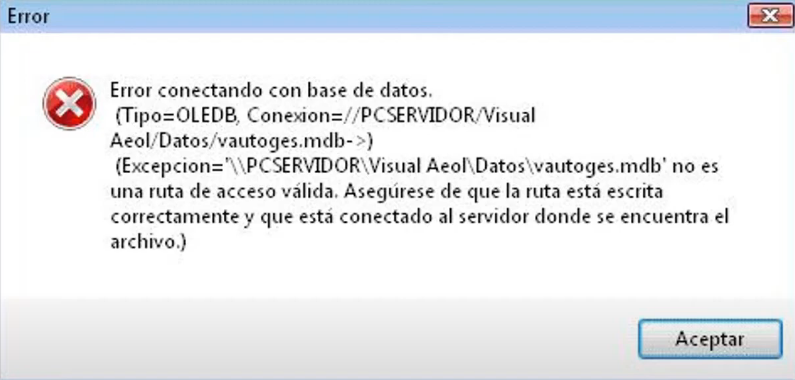 Error
Error conectando con base de datos.
(Tipo=OLEDB, Conexion=//PCSERVIDOR/Visual
Aeol/Datos/vautoges.mdb->)
(Excepcion='\\PCSERVIDOR\Visual Aeol\Datos\vautoges.mdb' no es
una ruta de acceso válida. Asegúrese de que la ruta está escrita
correctamente y que está conectado al servidor donde se encuentra el
archivo.)
Aceptar